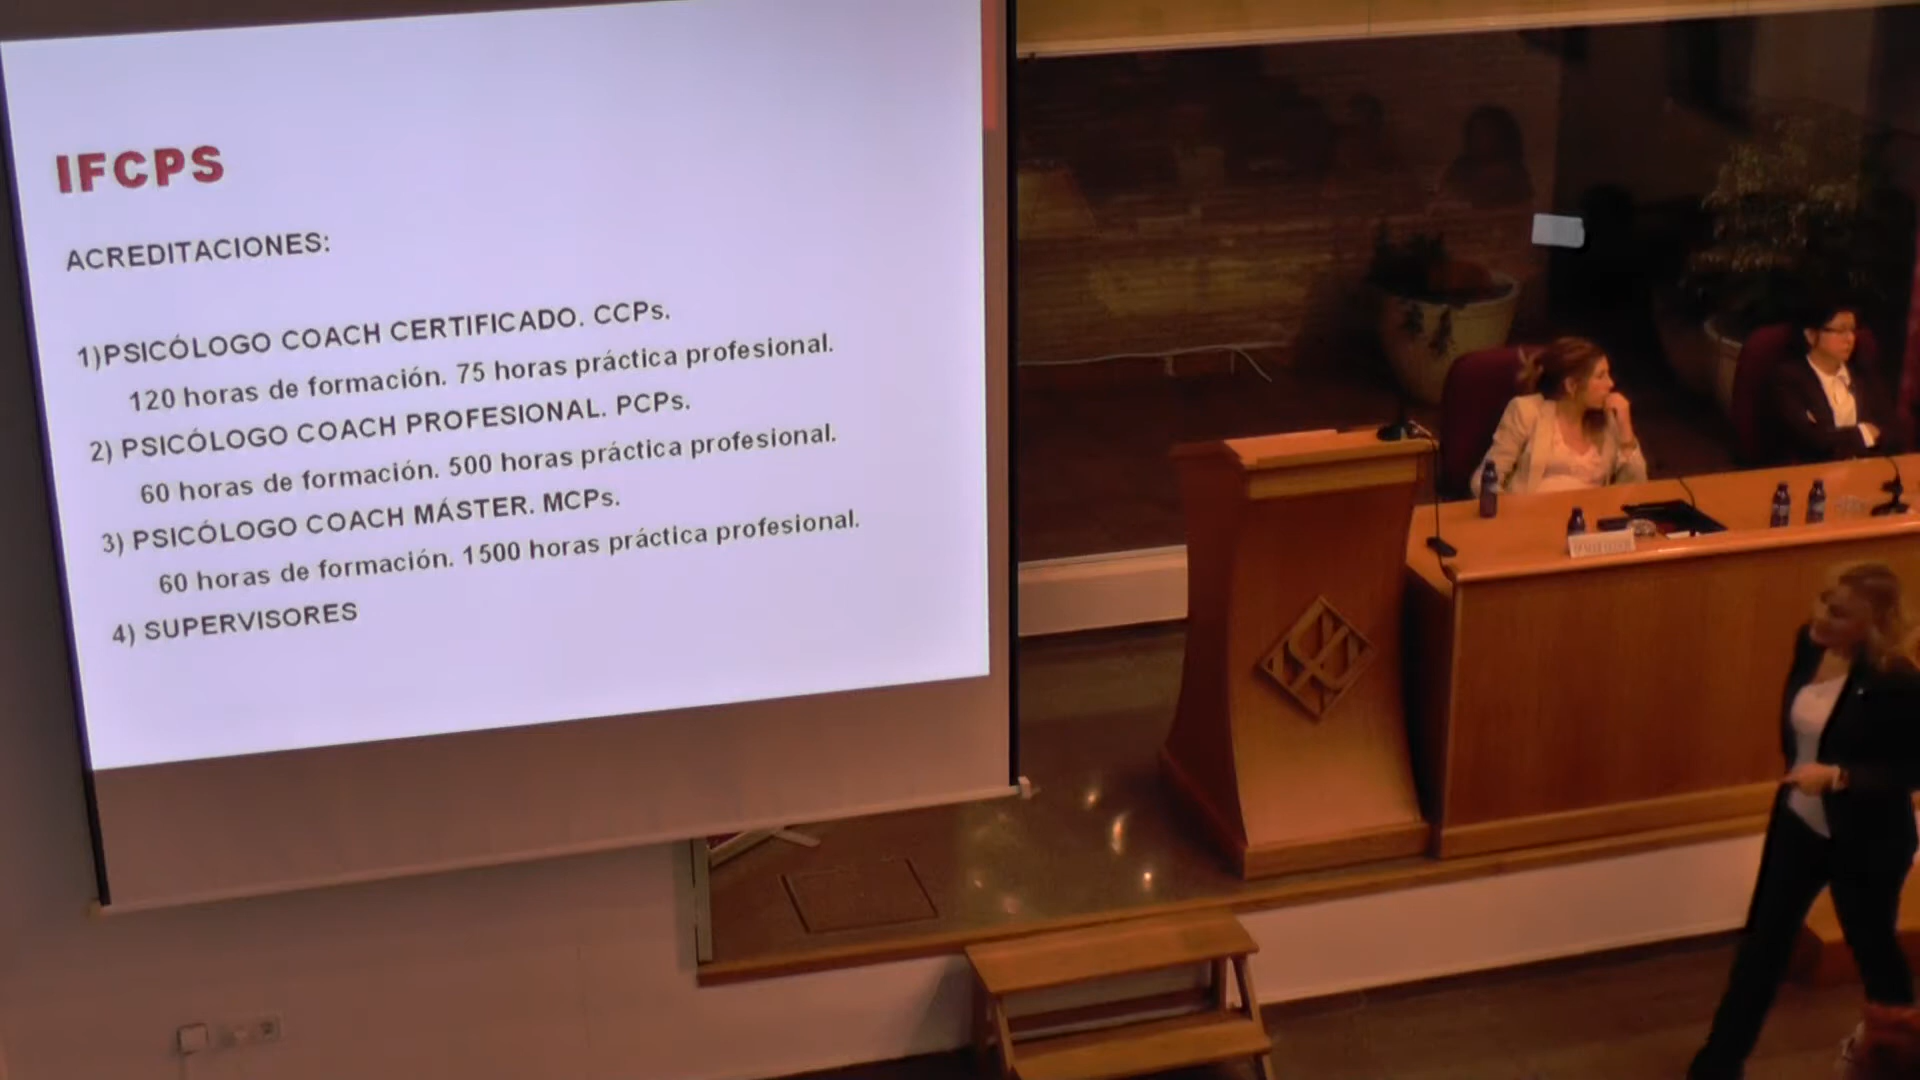 IFCPS
ACREDITACIONES:
1)PSICÓLOGO COACH CERTIFICADO. CCPs.
120 horas de formación. 75 horas práctica profesional.
2) PSICÓLOGO COACH PROFESIONAL. PCPs.
60 horas de formación. 500 horas práctica profesional.
3) PSICÓLOGO COACH MÁSTER. MCPs.
60 horas de formación. 1500 horas práctica profesional.
4) SUPERVISORES